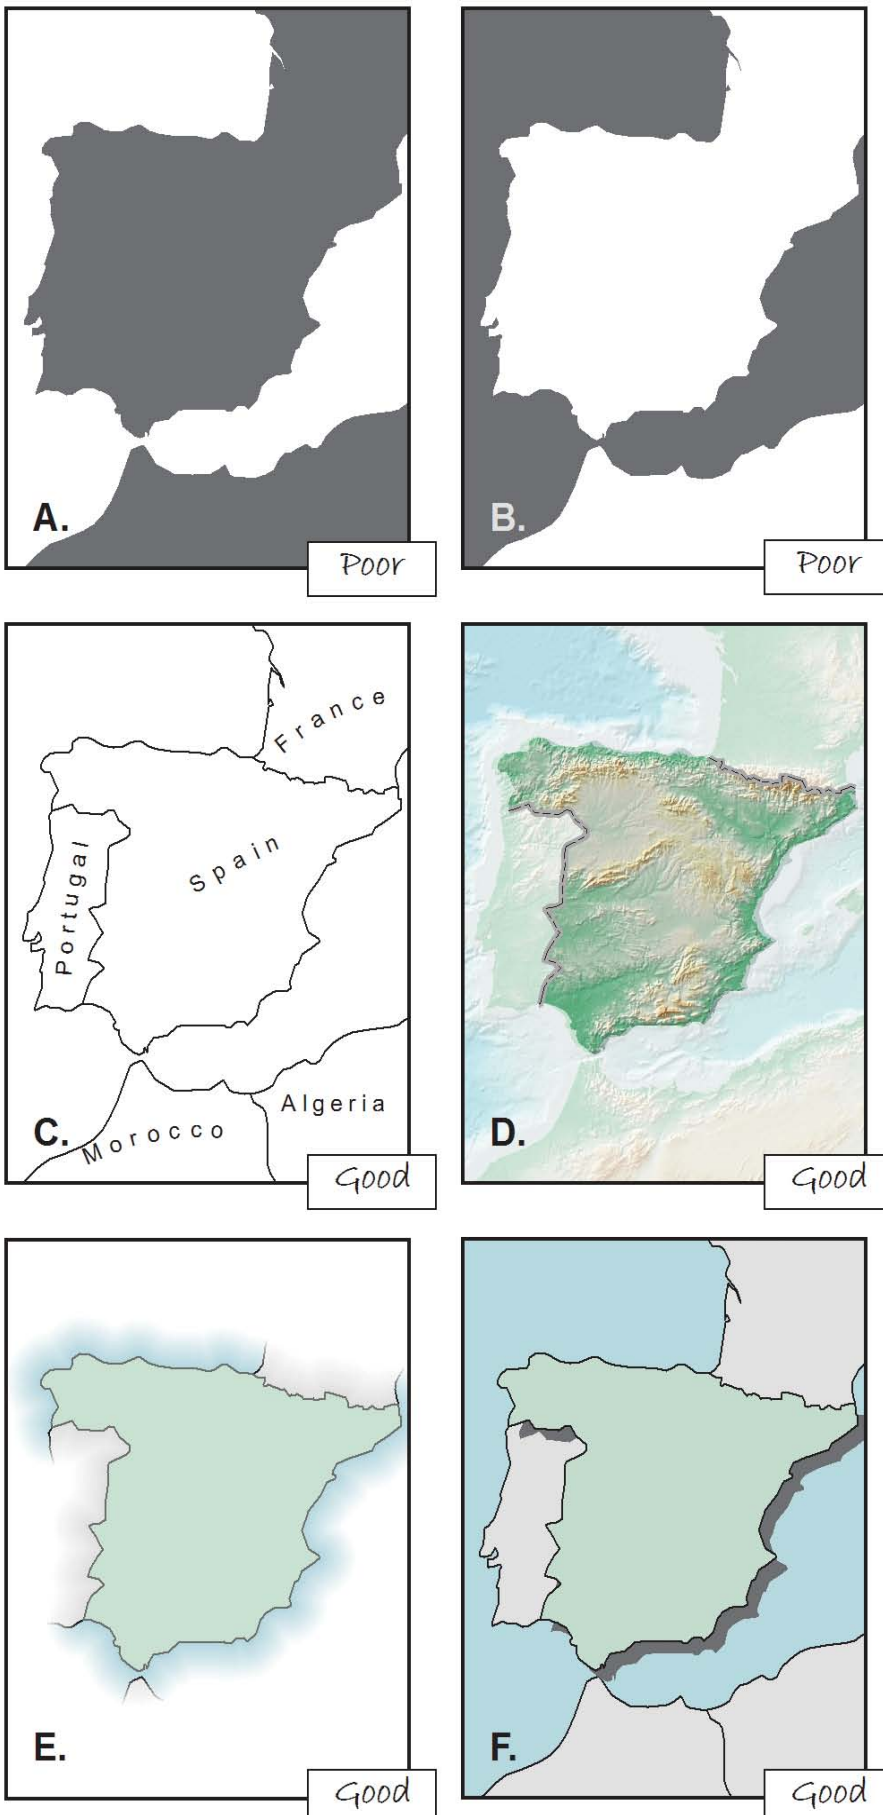 A.
Poor
B.
Poor
France
Spain
Portugal
Algeria
Morocco
C.
Good
D.
Good
E.
Good
F.
Good